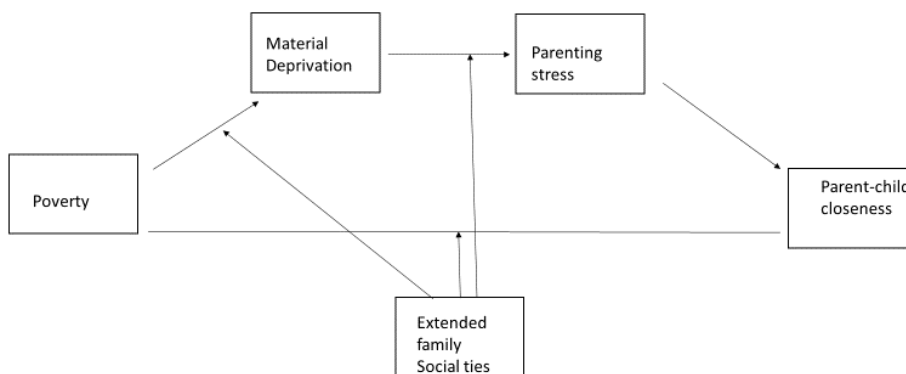 Material
Deprivation
Parenting
stress
Poverty
Parent-child
closeness
Extended
family
Social ties